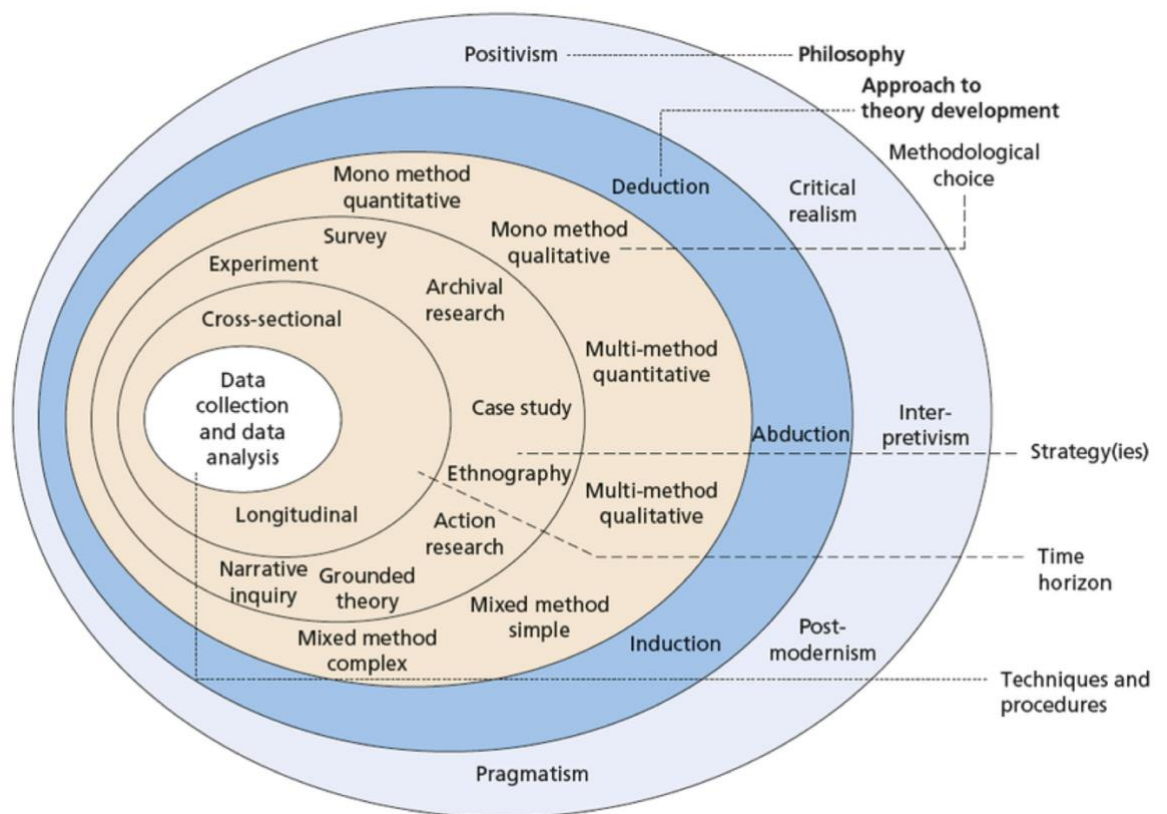 Positivism
Philosophy
Approach to
theory development
Methodological
choice
Mono method
quantitative
Deduction
Critical
realism
Survey
Mono method
qualitative
Experiment
Archival
research
Cross-sectional
Multi-method
quantitative
Data
collection
and data
analysis
Case study
Abduction
Inter-
pretivism
Strategy(ies)
Ethnography
Multi-method
qualitative
Longitudinal
Action
research
Time
horizon
Narrative
inquiry
Grounded
theory
Mixed method
simple
Mixed method
complex
Induction
Post-
modernism
Techniques and
procedures
Pragmatism